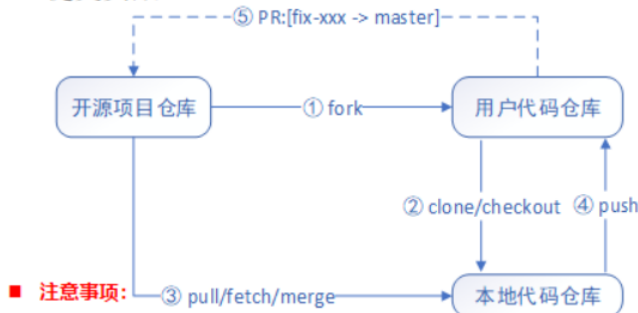 ⑤ PR:[fix-xxx -> master]
开源项目仓库
① fork
用户代码仓库
② clone/checkout
④ push
注意事项:
③ pull/fetch/merge
本地代码仓库